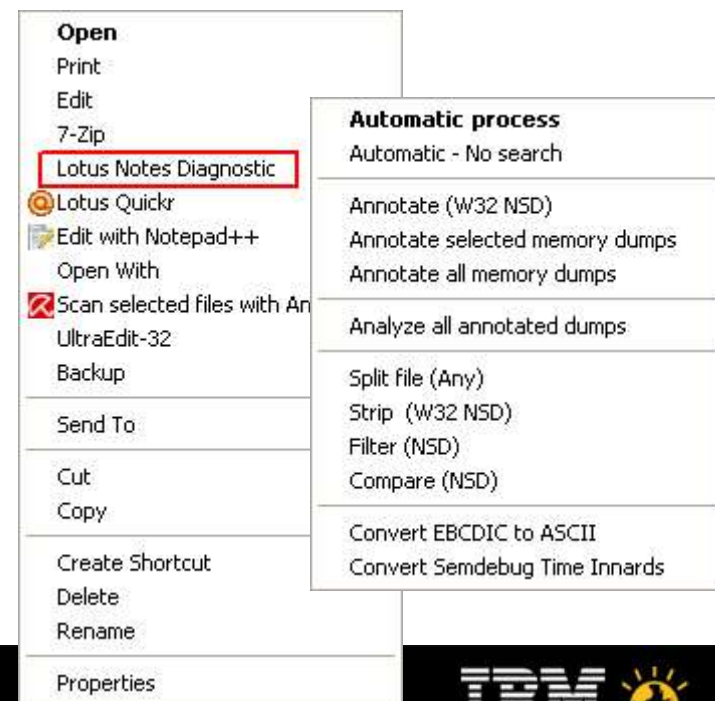 Open
Print
Edit
7-Zip
Lotus Notes Diagnostic
Lotus Quickr
Edit with Notepad++
Open With
Scan selected files with An
UltraEdit-32
Backup
Send To
Cut
Copy
Create Shortcut
Delete
Rename
Properties
Automatic process
Automatic - No search
Annotate (W32 NSD)
Annotate selected memory dumps
Annotate all memory dumps
Analyze all annotated dumps
Split file (Any)
Strip (W32 NSD)
Filter (NSD)
Compare (NSD)
Convert EBCDIC to ASCII
Convert Semdebug Time Innards
IBM